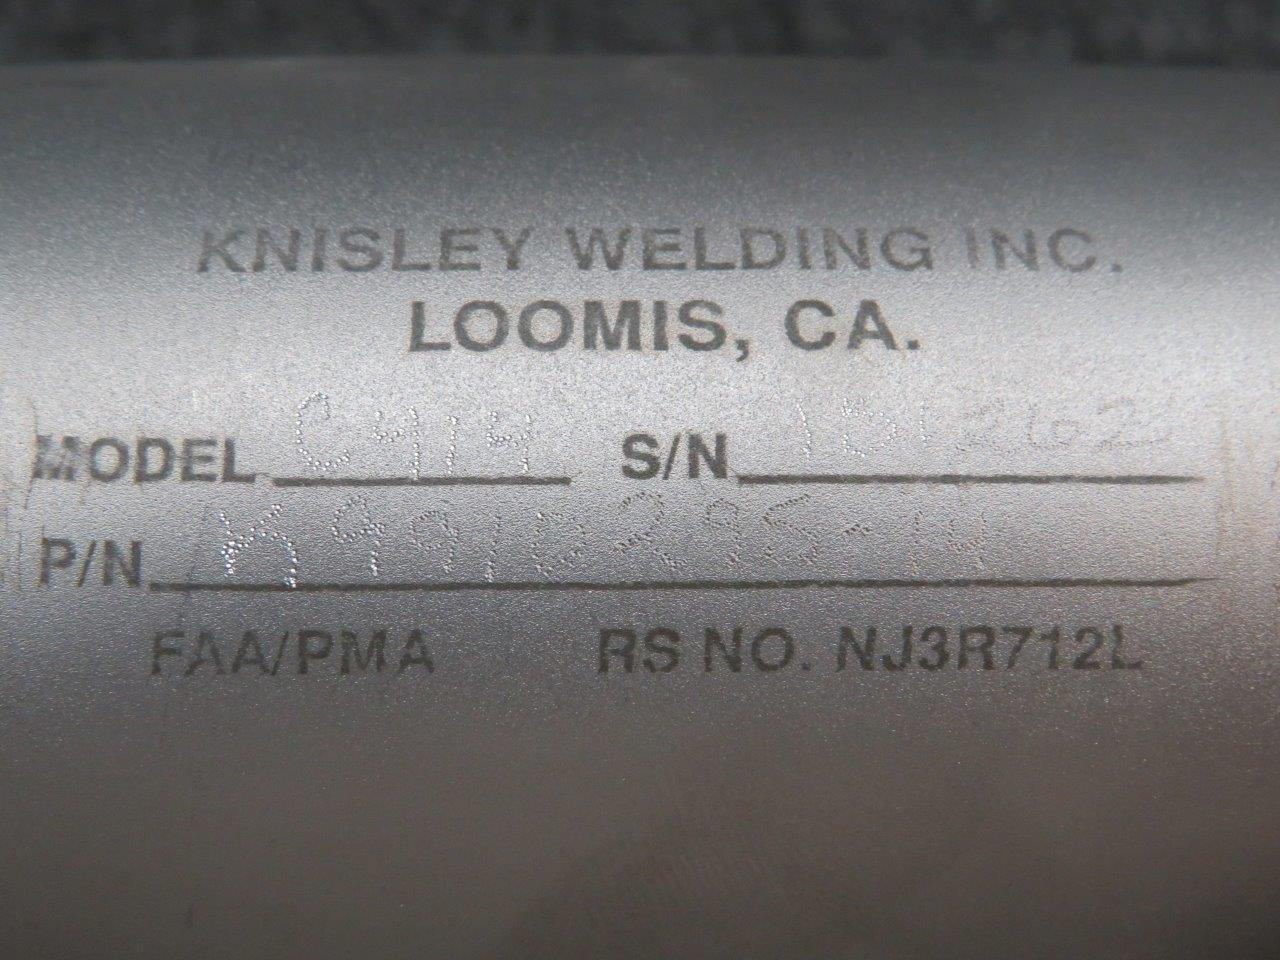 KNISLEY WELDING INC.
LOOMIS, CA.
MODEL C414 S/N 151262
P/N K9910295-14
FAA/PMA RS NO. NJ3R712L